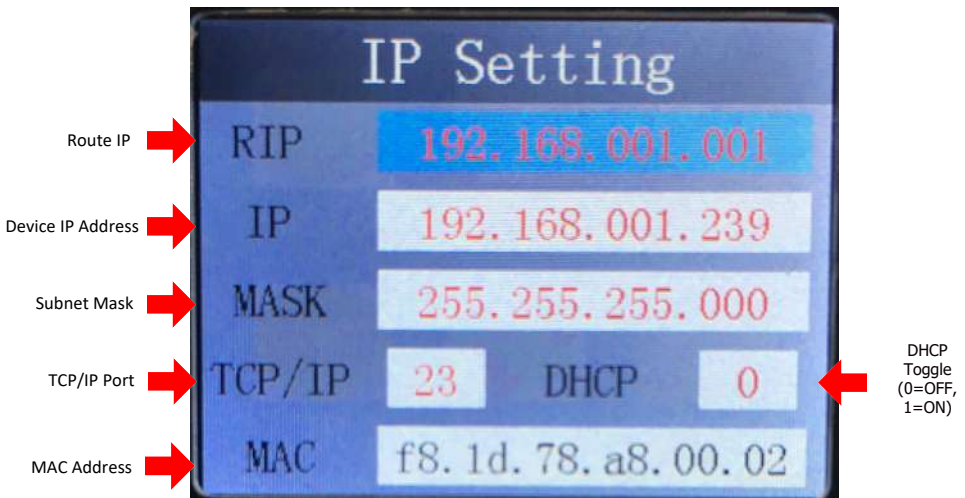 IP Setting
Route IP
RIP 192.168.001.001
Device IP Address
IP 192.168.001.239
Subnet Mask
MASK 255.255.255.000
TCP/IP Port
TCP/IP 23 DHCP 0
DHCP
Toggle
(0=OFF,
1=ON)
MAC Address
MAC f8.1d.78.a8.00.02